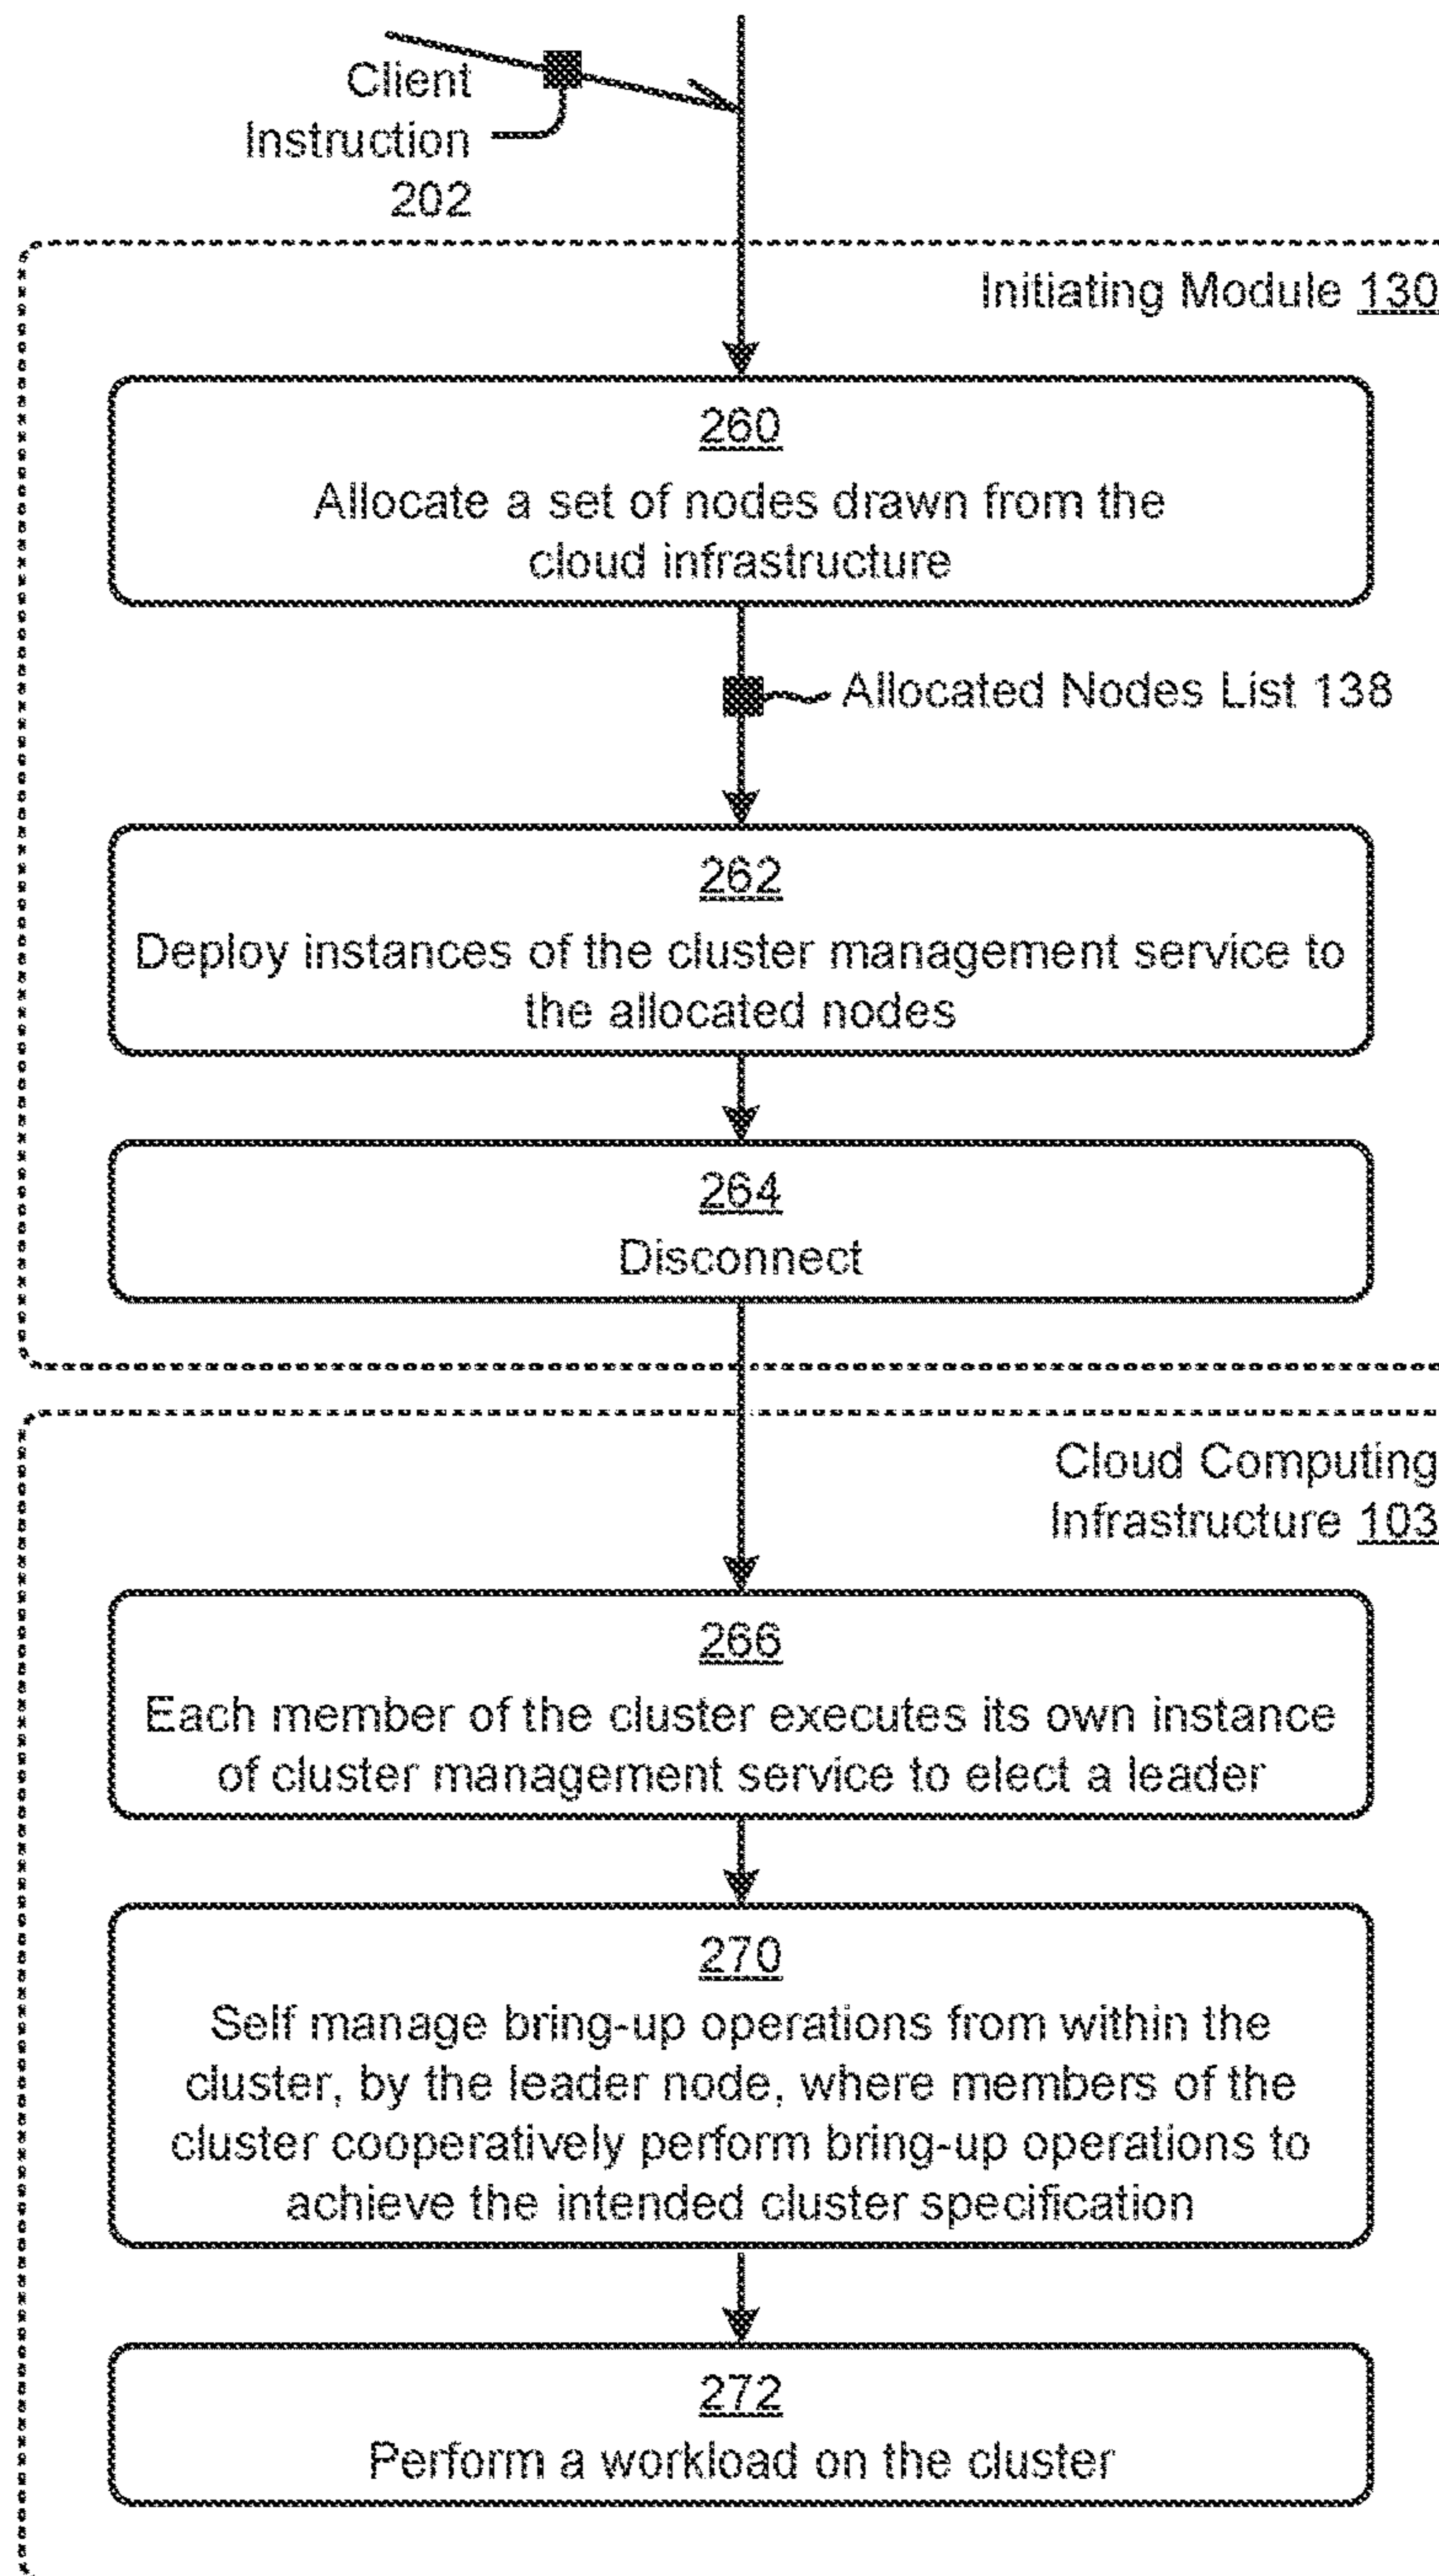 Client
Instruction
202
Initiating Module 130
260
Allocate a set of nodes drawn from the
cloud infrastructure
Allocated Nodes List 138
262
Deploy instances of the cluster management service to
the allocated nodes
264
Disconnect
Cloud Computing
Infrastructure 103
266
Each member of the cluster executes its own instance
of cluster management service to elect a leader
270
Self manage bring-up operations from within the
cluster, by the leader node, where members of the
cluster cooperatively perform bring-up operations to
achieve the intended cluster specification
272
Perform a workload on the cluster